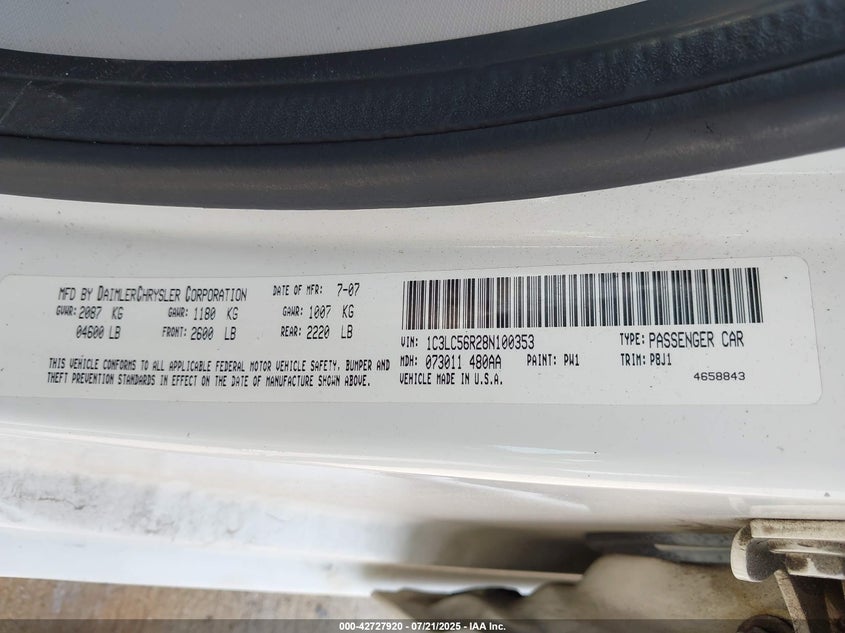 MFD BY DAIMLERCHRYSLER CORPORATION DATE OF MFR: 7-07
GVWR: 2087 KG GAWR: 1180 KG GAWR: 1007 KG
04600 LB FRONT: 2600 LB REAR: 2220 LB
THIS VEHICLE CONFORMS TO ALL APPLICABLE FEDERAL MOTOR VEHICLE SAFETY, BUMPER AND
THEFT PREVENTION STANDARDS IN EFFECT ON THE DATE OF MANUFACTURE SHOWN ABOVE.
VIN: 1C3LC56R28N100353 TYPE: PASSENGER CAR
MDH: 073011 480AA PAINT: PW1 TRIM: PBJ1
VEHICLE MADE IN U.S.A. 4658843
000-42727920 - 07/21/2025 - IAA, Inc.